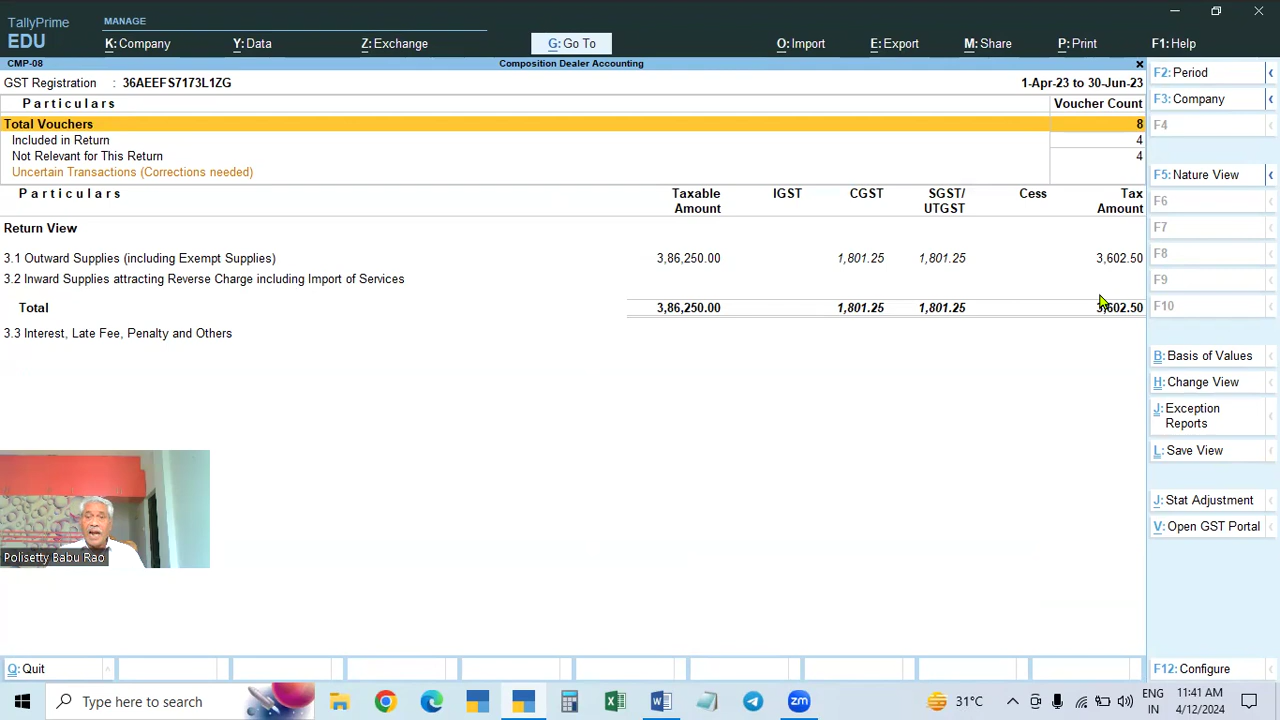 TallyPrime
EDU
MANAGE
K: Company
Y: Data
Z: Exchange
G: Go To
O: Import
E: Export
M: Share
P: Print
F1: Help
CMP-08
Composition Dealer Accounting
GST Registration : 36AEEFS7173L1ZG
1-Apr-23 to 30-Jun-23
Particulars Voucher Count
Total Vouchers 8
Included in Return 4
Not Relevant for This Return 4
Uncertain Transactions (Corrections needed)
Particulars Taxable Amount IGST CGST SGST/ UTGST Cess Tax Amount
Return View
3.1 Outward Supplies (including Exempt Supplies) 3,86,250.00 1,801.25 1,801.25 3,602.50
3.2 Inward Supplies attracting Reverse Charge including Import of Services
Total 3,86,250.00 1,801.25 1,801.25 3,602.50
3.3 Interest, Late Fee, Penalty and Others
F2: Period
F3: Company
F4
F5: Nature View
F6
F7
F8
F9
F10
B: Basis of Values
H: Change View
J: Exception
Reports
L: Save View
J: Stat Adjustment
V: Open GST Portal
F12: Configure
Polisetty Babu Rao
Q: Quit
Type here to search
W
zm
31°C
ENG
IN
11:41 AM
4/12/2024